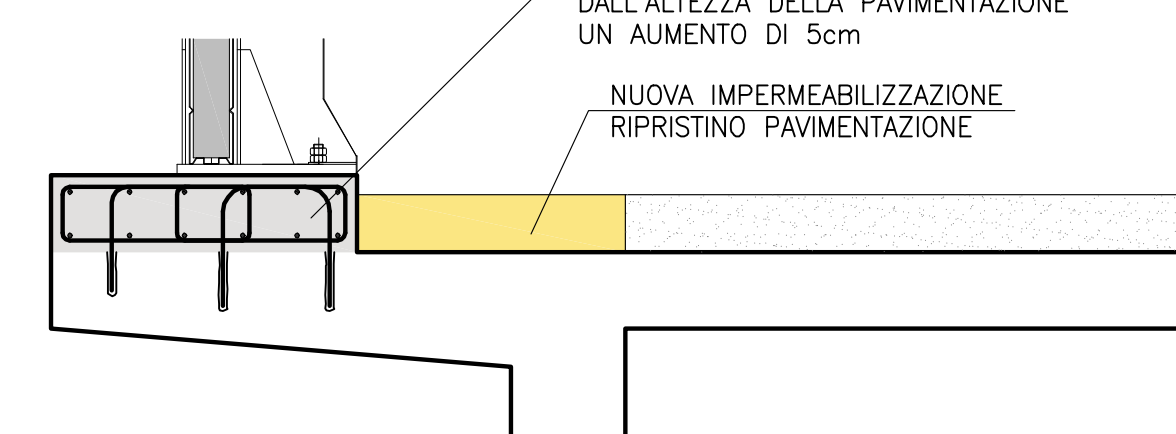 DALL'ALTEZZA DELLA PAVIMENTAZIONE
UN AUMENTO DI 5cm
NUOVA IMPERMEABILIZZAZIONE
RIPRISTINO PAVIMENTAZIONE